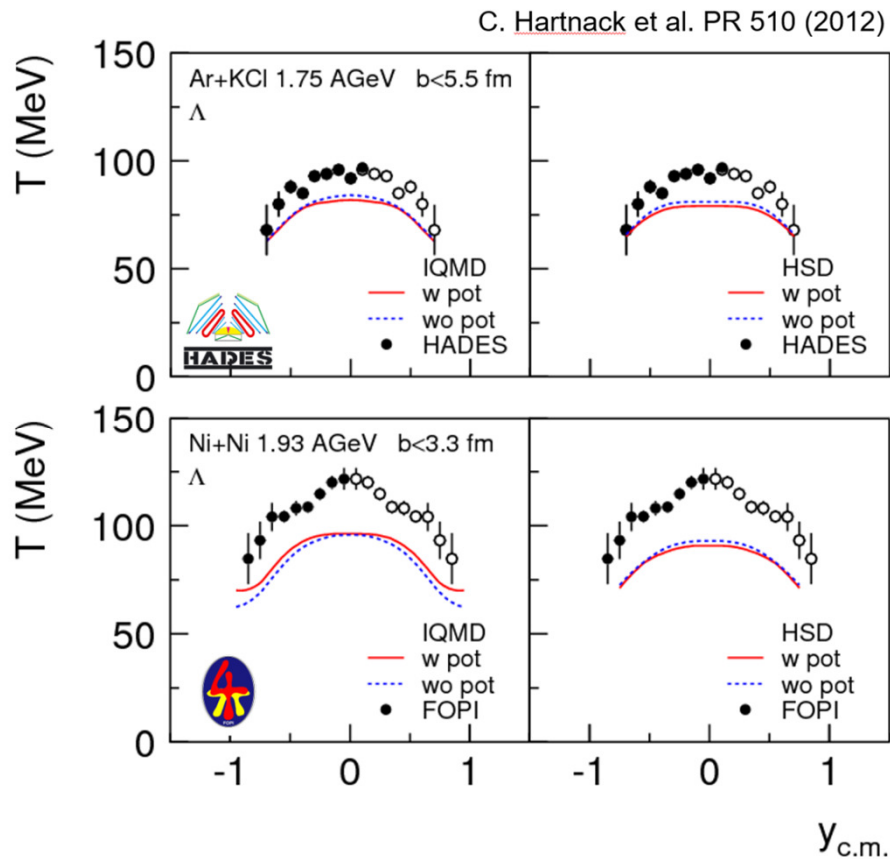 C. Hartnack et al. PR 510 (2012)
T (MeV)
150
100
50
0
Ar+KCl 1.75 AGeV b<5.5 fm
Λ
IQMD
w pot
wo pot
HADES
HADES
HSD
w pot
wo pot
HADES
T (MeV)
150
100
50
0
Ni+Ni 1.93 AGeV b<3.3 fm
Λ
IQMD
w pot
wo pot
FOPI
FOPI
HSD
w pot
wo pot
FOPI
-1 0 1
-1 0 1
y_c.m.